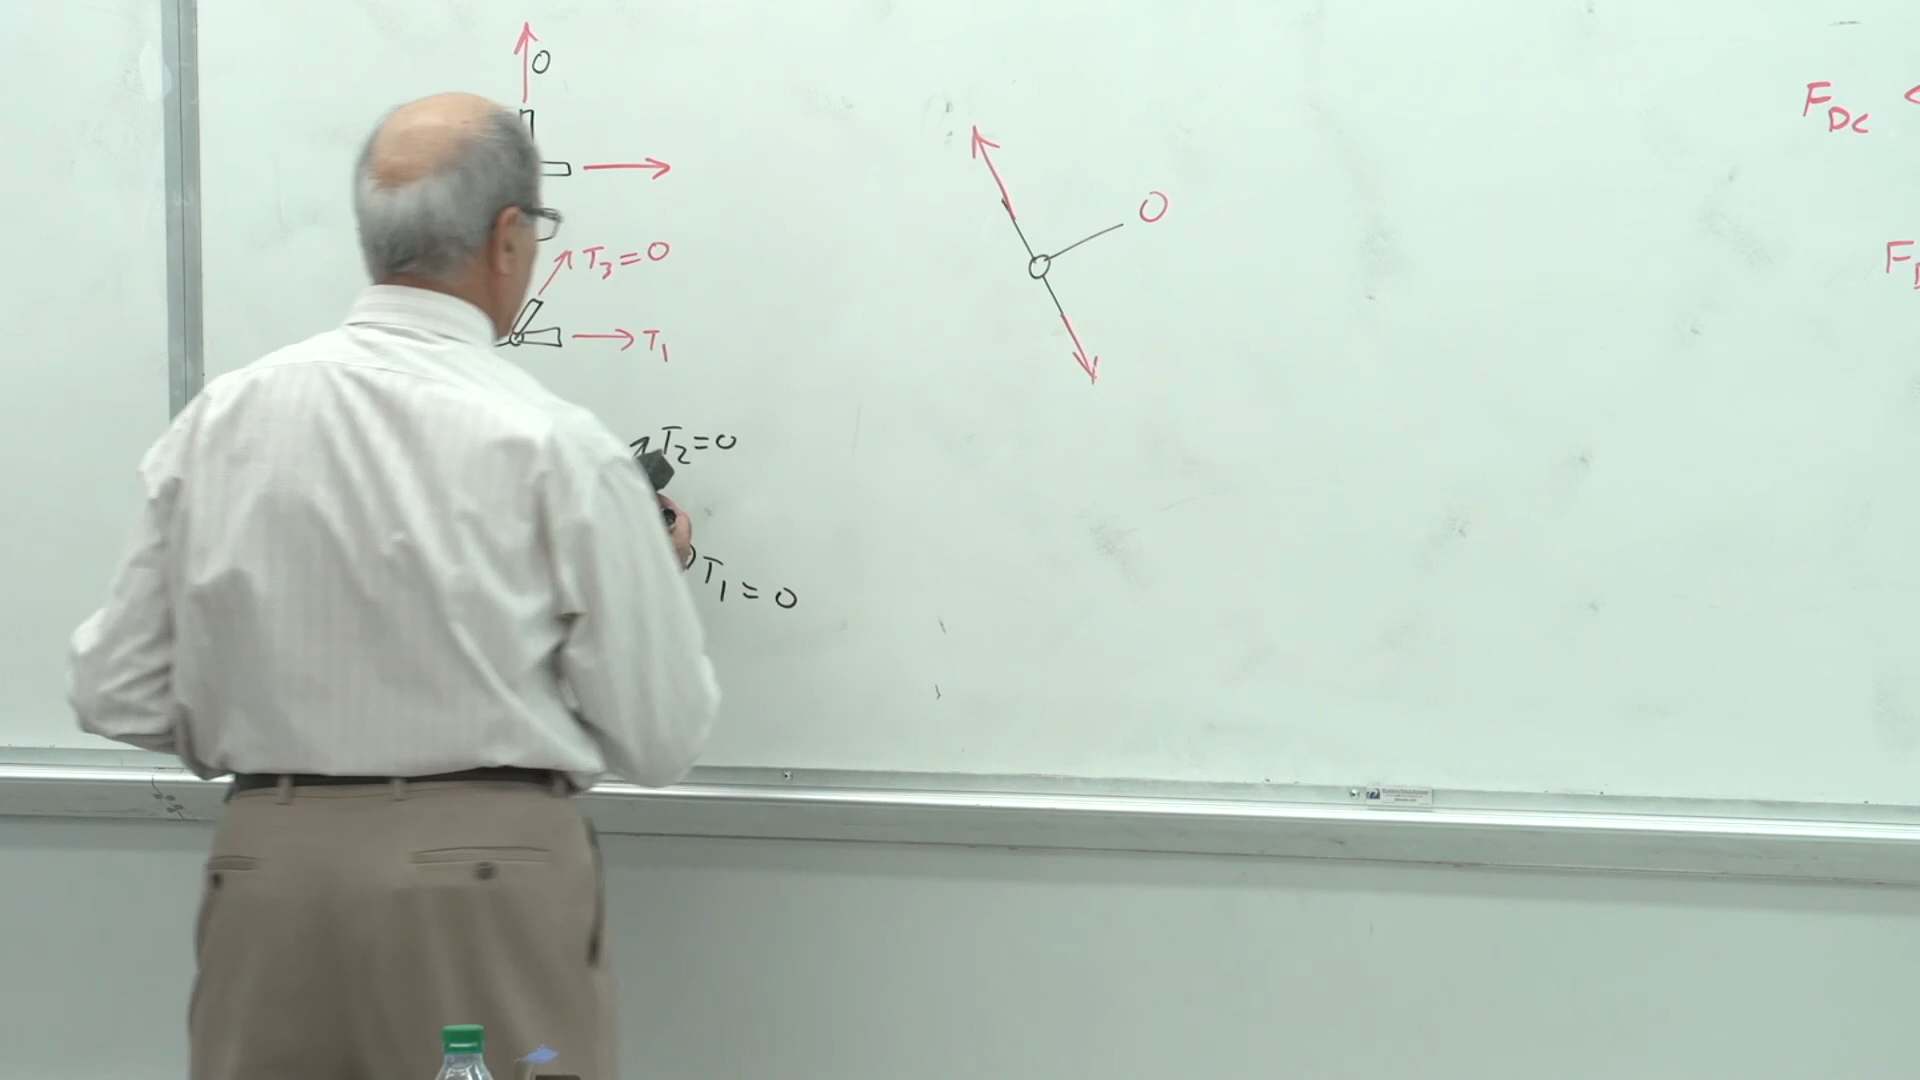 0
T3 = 0
T1
T2 = 0
T1 = 0
0
FDC
F